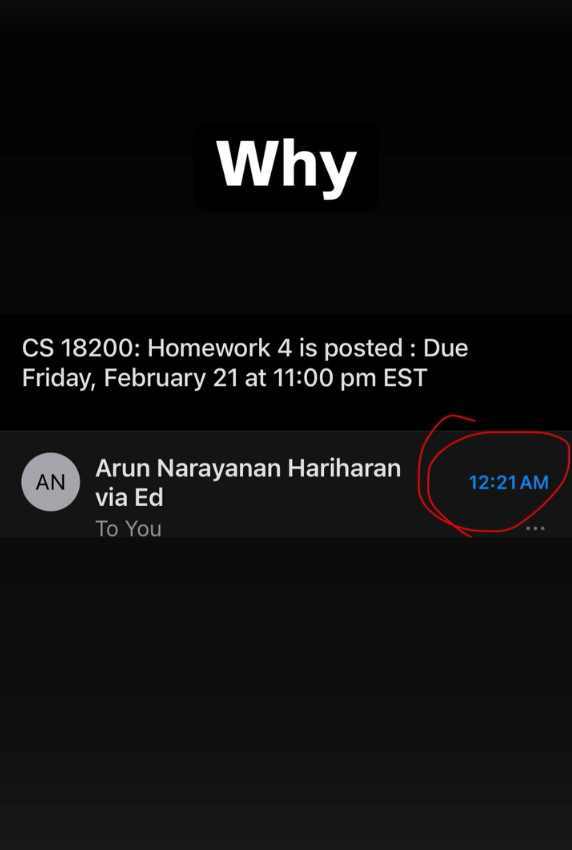 Why
CS 18200: Homework 4 is posted : Due
Friday, February 21 at 11:00 pm EST
AN
Arun Narayanan Hariharan
via Ed
12:21 AM
To You
...